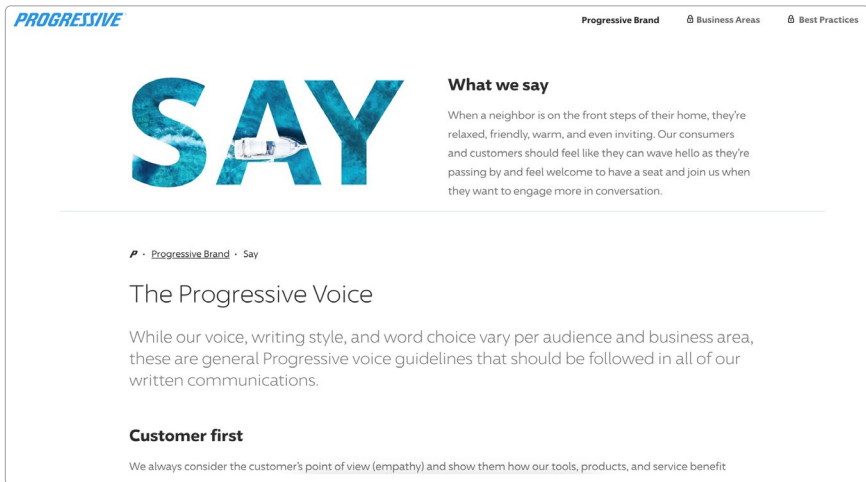 PROGRESSIVE
Progressive Brand
Business Areas
Best Practices
SAY
What we say
When a neighbor is on the front steps of their home, they're
relaxed, friendly, warm, and even inviting. Our consumers
and customers should feel like they can wave hello as they're
passing by and feel welcome to have a seat and join us when
they want to engage more in conversation.
P · Progressive Brand · Say
The Progressive Voice
While our voice, writing style, and word choice vary per audience and business area,
these are general Progressive voice guidelines that should be followed in all of our
written communications.
Customer first
We always consider the customer's point of view (empathy) and show them how our tools, products, and service benefit